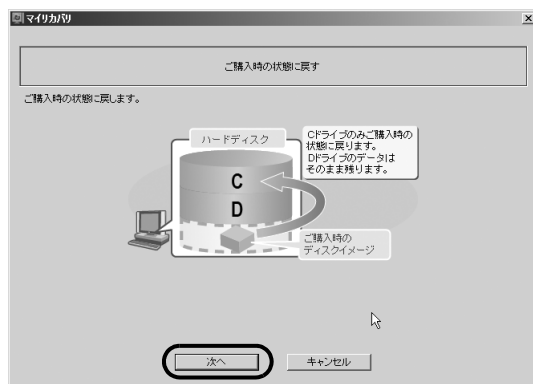 マイリカバリ
ご購入時の状態に戻す
ご購入時の状態に戻します。
ハードディスク
Cドライブのみご購入時の
状態に戻ります。
Dドライブのデータは
そのまま残ります。
C
D
ご購入時の
ディスクイメージ
次へ
キャンセル